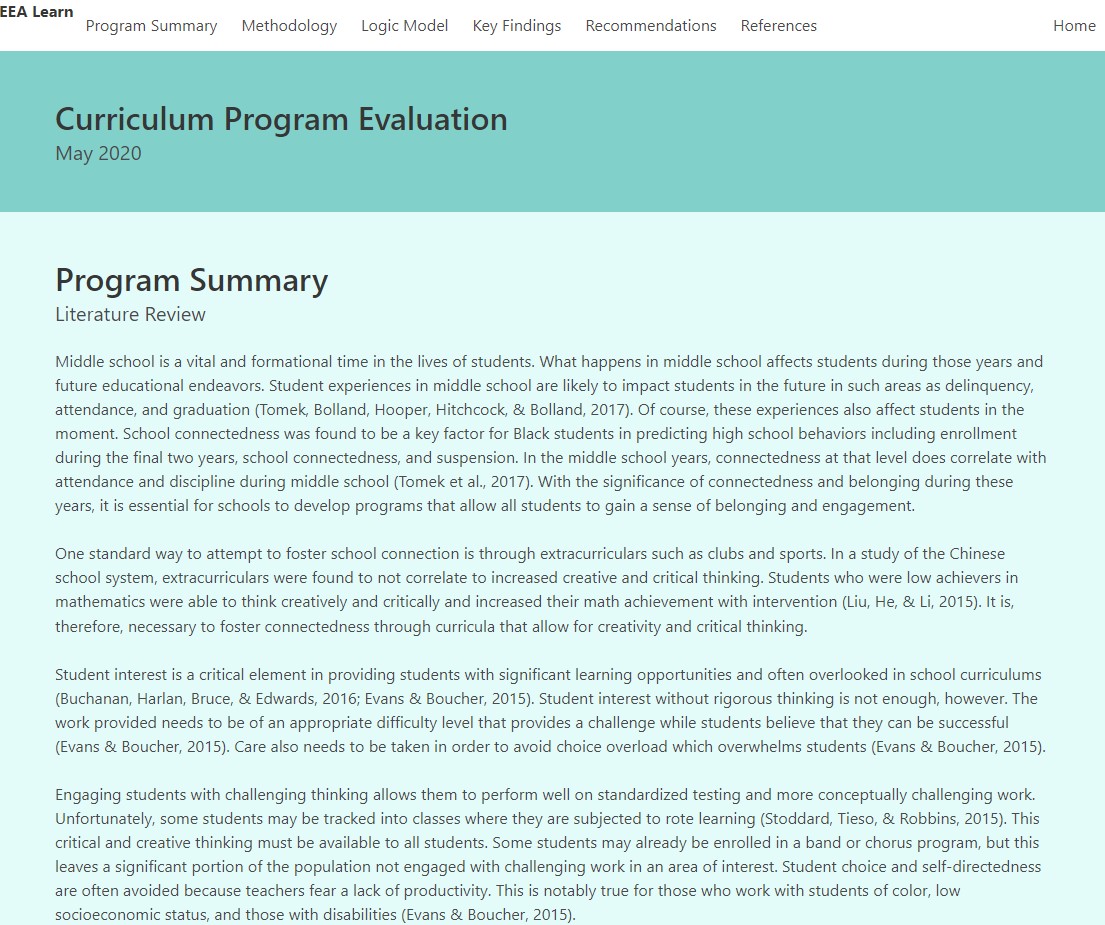 EEA Learn
Program Summary Methodology Logic Model Key Findings Recommendations References Home
Curriculum Program Evaluation
May 2020
Program Summary
Literature Review
Middle school is a vital and formational time in the lives of students. What happens in middle school affects students during those years and
future educational endeavors. Student experiences in middle school are likely to impact students in the future in such areas as delinquency,
attendance, and graduation (Tomek, Bolland, Hooper, Hitchcock, & Bolland, 2017). Of course, these experiences also affect students in the
moment. School connectedness was found to be a key factor for Black students in predicting high school behaviors including enrollment
during the final two years, school connectedness, and suspension. In the middle school years, connectedness at that level does correlate with
attendance and discipline during middle school (Tomek et al., 2017). With the significance of connectedness and belonging during these
years, it is essential for schools to develop programs that allow all students to gain a sense of belonging and engagement.
One standard way to attempt to foster school connection is through extracurriculars such as clubs and sports. In a study of the Chinese
school system, extracurriculars were found to not correlate to increased creative and critical thinking. Students who were low achievers in
mathematics were able to think creatively and critically and increased their math achievement with intervention (Liu, He, & Li, 2015). It is,
therefore, necessary to foster connectedness through curricula that allow for creativity and critical thinking.
Student interest is a critical element in providing students with significant learning opportunities and often overlooked in school curriculums
(Buchanan, Harlan, Bruce, & Edwards, 2016; Evans & Boucher, 2015). Student interest without rigorous thinking is not enough, however. The
work provided needs to be of an appropriate difficulty level that provides a challenge while students believe that they can be successful
(Evans & Boucher, 2015). Care also needs to be taken in order to avoid choice overload which overwhelms students (Evans & Boucher, 2015).
Engaging students with challenging thinking allows them to perform well on standardized testing and more conceptually challenging work.
Unfortunately, some students may be tracked into classes where they are subjected to rote learning (Stoddard, Tieso, & Robbins, 2015). This
critical and creative thinking must be available to all students. Some students may already be enrolled in a band or chorus program, but this
leaves a significant portion of the population not engaged with challenging work in an area of interest. Student choice and self-directedness
are often avoided because teachers fear a lack of productivity. This is notably true for those who work with students of color, low
socioeconomic status, and those with disabilities (Evans & Boucher, 2015).